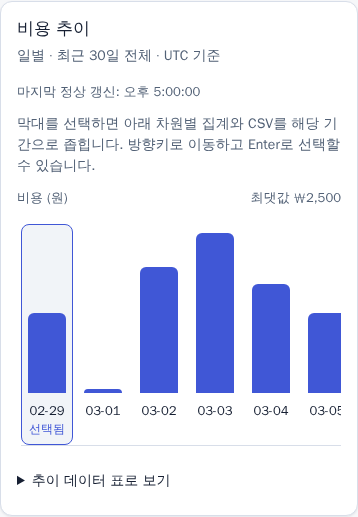 비용 추이
일별 · 최근 30일 전체 · UTC 기준
마지막 정상 갱신: 오후 5:00:00
막대를 선택하면 아래 차원별 집계와 CSV를 해당 기
간으로 좁힙니다. 방향키로 이동하고 Enter로 선택할
수 있습니다.
비용 (원) 최댓값 ₩2,500
02-29 03-01 03-02 03-03 03-04 03-05
선택됨
▶ 추이 데이터 표로 보기